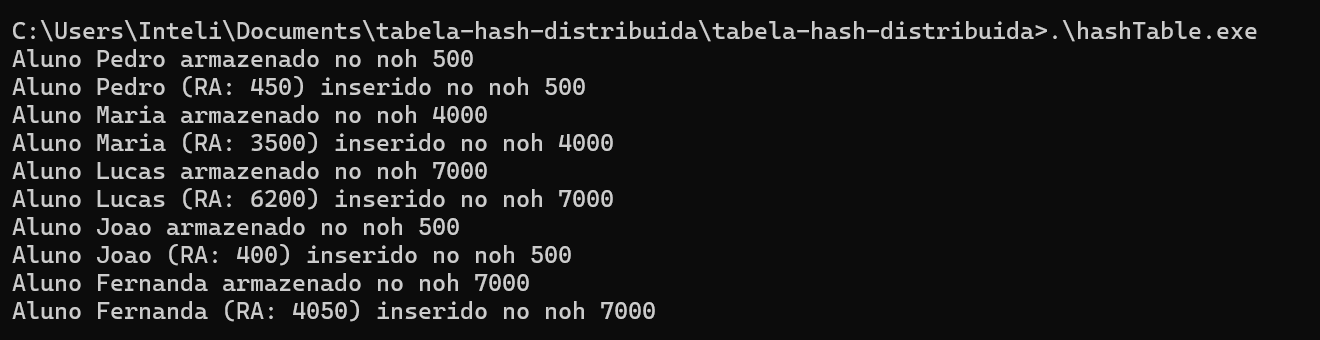 C:\Users\Inteli\Documents\tabela-hash-distribuida\tabela-hash-distribuida>.\hashTable.exe
Aluno Pedro armazenado no noh 500
Aluno Pedro (RA: 450) inserido no noh 500
Aluno Maria armazenado no noh 4000
Aluno Maria (RA: 3500) inserido no noh 4000
Aluno Lucas armazenado no noh 7000
Aluno Lucas (RA: 6200) inserido no noh 7000
Aluno Joao armazenado no noh 500
Aluno Joao (RA: 400) inserido no noh 500
Aluno Fernanda armazenado no noh 7000
Aluno Fernanda (RA: 4050) inserido no noh 7000